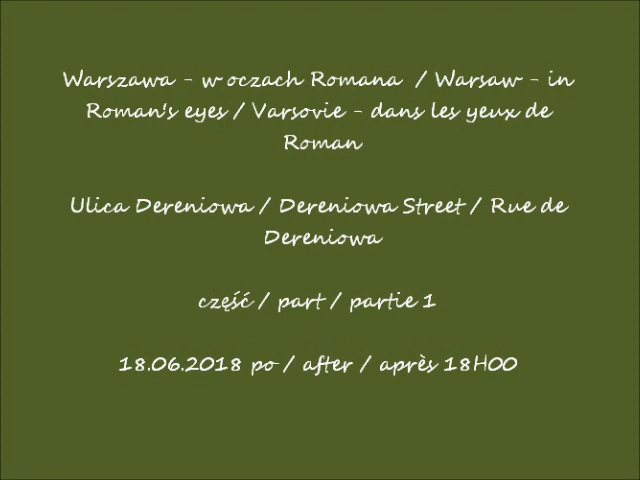 Warszawa - w oczach Romana / Warsaw - in
Roman's eyes / Varsovie - dans les yeux de
Roman
Ulica Dereniowa / Dereniowa Street / Rue de
Dereniowa
część / part / partie 1
18.06.2018 po / after / après 18H00